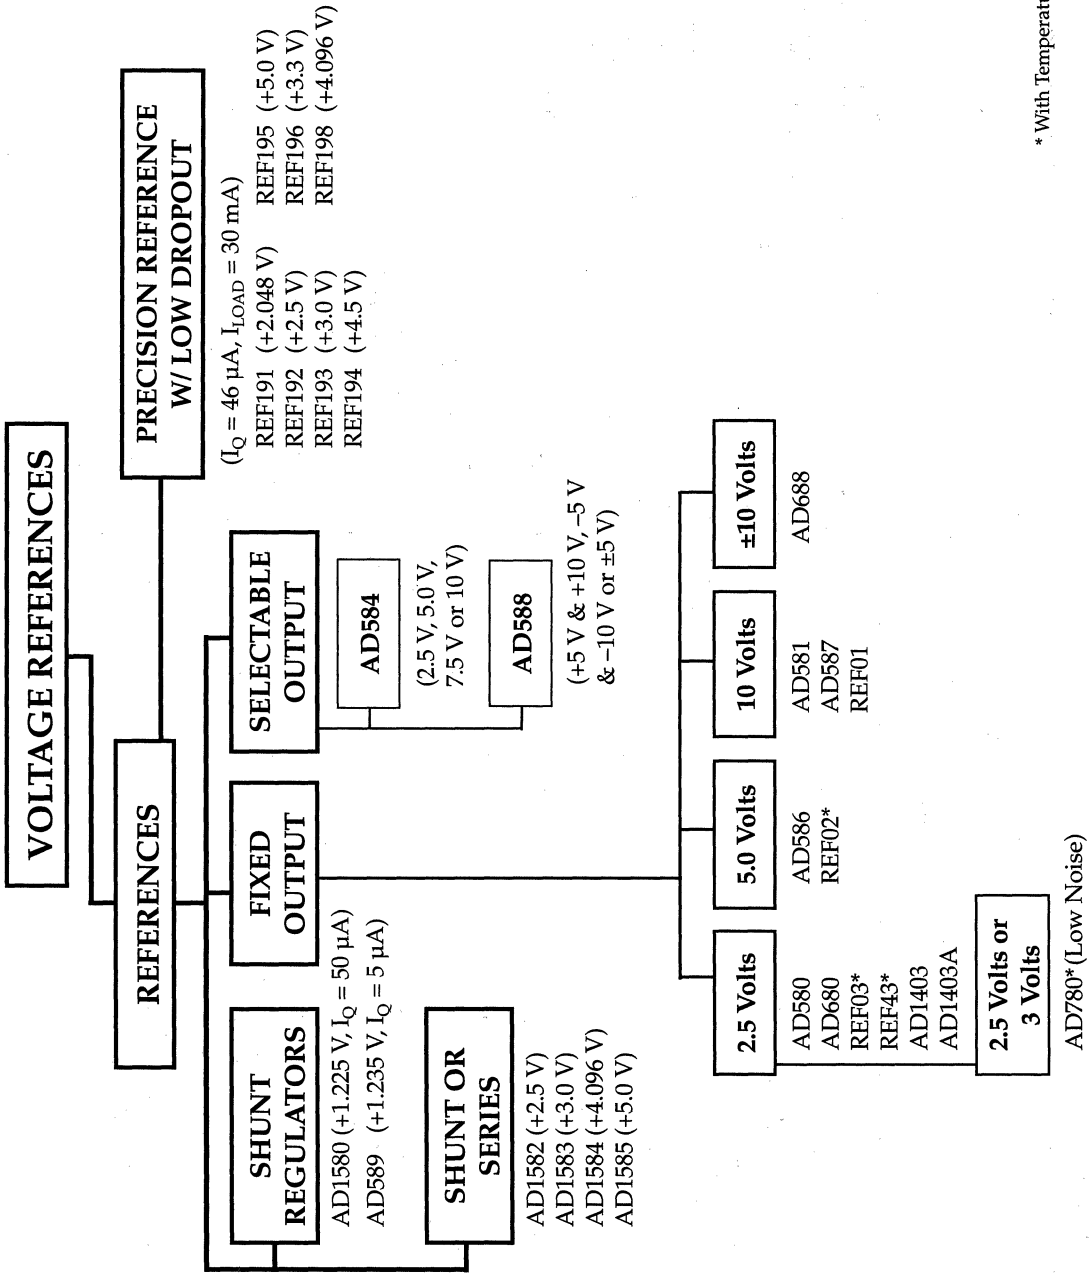 VOLTAGE REFERENCES
REFERENCES
PRECISION REFERENCE
W/ LOW DROPOUT
(IQ = 46 µA, ILOAD = 30 mA)
REF191 (+2.048 V)
REF192 (+2.5 V)
REF193 (+3.0 V)
REF194 (+4.5 V)
REF195 (+5.0 V)
REF196 (+3.3 V)
REF198 (+4.096 V)
SHUNT
REGULATORS
AD1580 (+1.225 V, IQ = 50 µA)
AD589 (+1.235 V, IQ = 5 µA)
SHUNT OR
SERIES
AD1582 (+2.5 V)
AD1583 (+3.0 V)
AD1584 (+4.096 V)
AD1585 (+5.0 V)
FIXED
OUTPUT
SELECTABLE
OUTPUT
AD584
(2.5 V, 5.0 V,
7.5 V or 10 V)
AD588
(+5 V & +10 V, –5 V
& –10 V or ±5 V)
2.5 Volts
AD580
AD680
REF03*
REF43*
AD1403
AD1403A
2.5 Volts or
3 Volts
AD780* (Low Noise)
5.0 Volts
AD586
REF02*
10 Volts
AD581
AD587
REF01
±10 Volts
AD688
* With